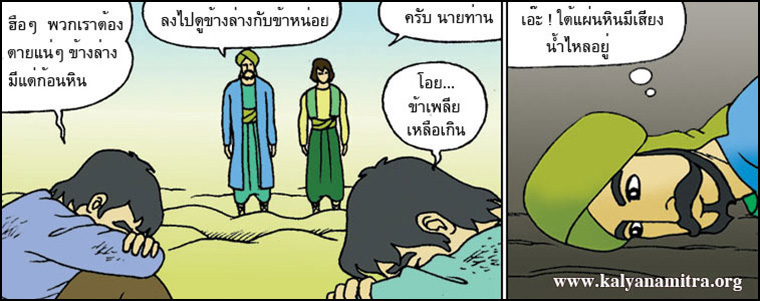 ฮือๆ พวกเราต้อง
ตายแน่ๆ ข้างล่าง
มีแต่ก้อนหิน
ลงไปดูข้างล่างกับข้าหน่อย
ครับ นายท่าน
โอย...
ข้าเพลีย
เหลือเกิน
เอ๊ะ ! ใต้แผ่นหินมีเสียง
น้ำไหลอยู่
www.kalyanamitra.org